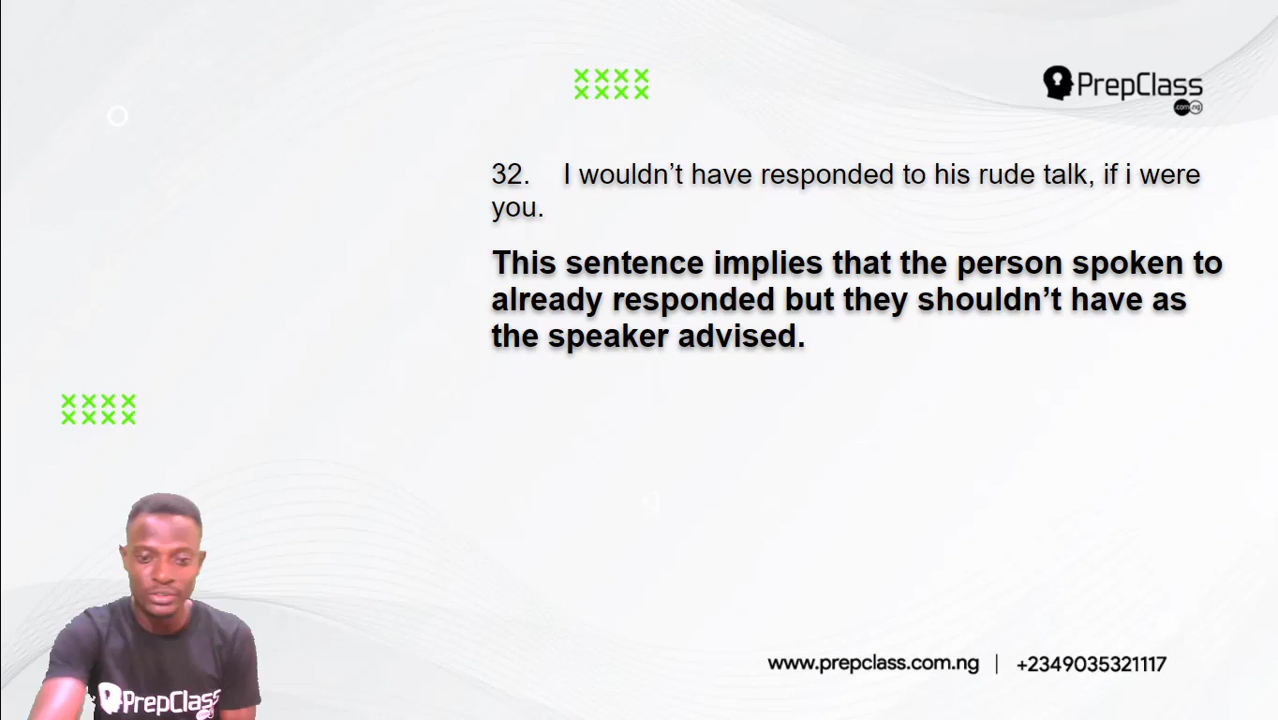 PrepClass
.com ng
32. I wouldn't have responded to his rude talk, if i were
you.
This sentence implies that the person spoken to
already responded but they shouldn't have as
the speaker advised.
PrepClass
www.prepclass.com.ng | +2349035321117